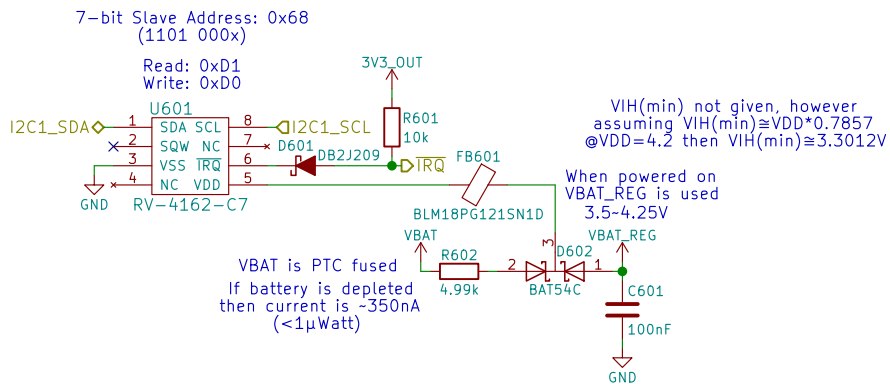 7-bit Slave Address: 0x68
(1101 000x)
Read: 0xD1
Write: 0xD0
U601
I2C1_SDA
1
SDA
SCL
8
I2C1_SCL
2
SQW
NC
7
3
VSS
IRQ
6
4
NC
VDD
5
GND
RV-4162-C7
3V3_OUT
R601
10k
D601
DB2J209
IRQ
FB601
BLM18PG121SN1D
VIH(min) not given, however
assuming VIH(min)≅VDD*0.7857
@VDD=4.2 then VIH(min)≅3.3012V
When powered on
VBAT_REG is used
3.5~4.25V
VBAT
R602
4.99k
3
D602
2
1
BAT54C
VBAT_REG
C601
100nF
GND
VBAT is PTC fused
If battery is depleted
then current is ~350nA
(<1µWatt)